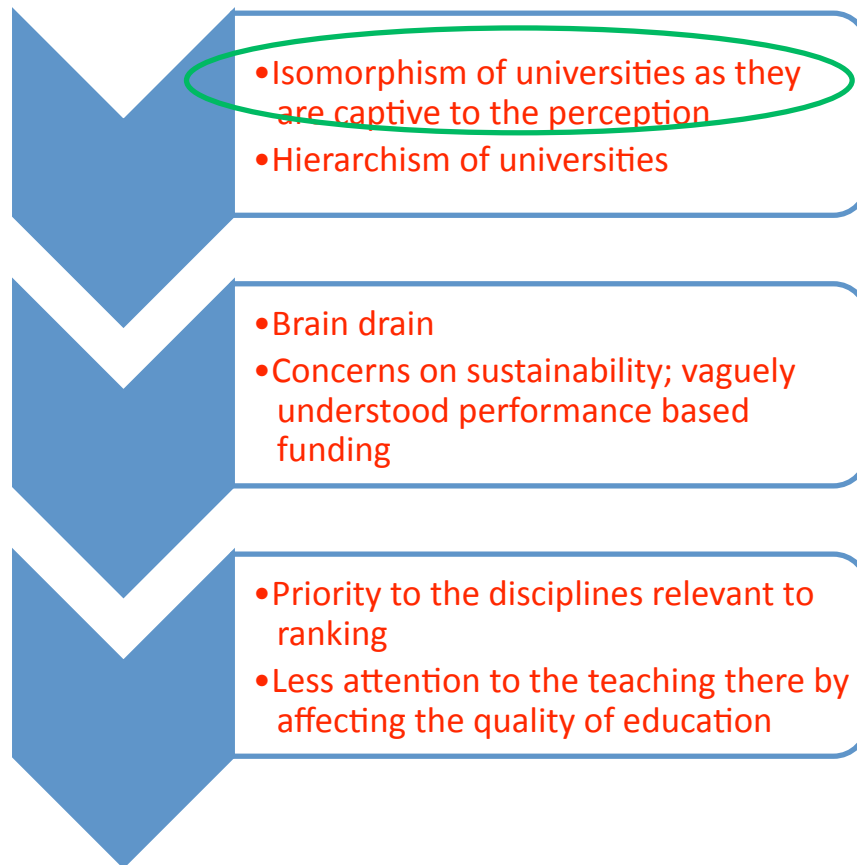 •Isomorphism of universities as they
are captive to the perception
•Hierarchism of universities
•Brain drain
•Concerns on sustainability; vaguely
understood performance based
funding
•Priority to the disciplines relevant to
ranking
•Less attention to the teaching there by
affecting the quality of education